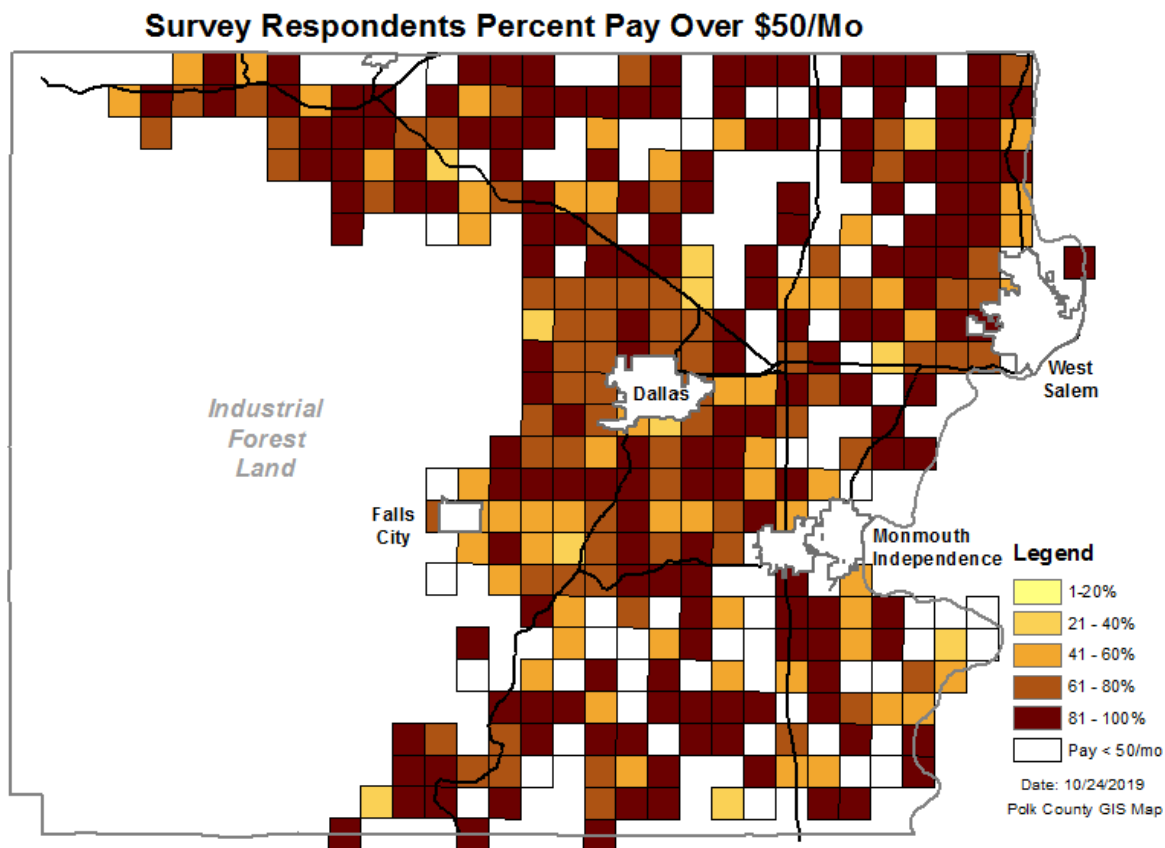 Survey Respondents Percent Pay Over $50/Mo
Industrial
Forest
Land
Dallas
West
Salem
Falls
City
Monmouth
Independence
Legend
1-20%
21 - 40%
41 - 60%
61 - 80%
81 - 100%
Pay < 50/mo
Date: 10/24/2019
Polk County GIS Map